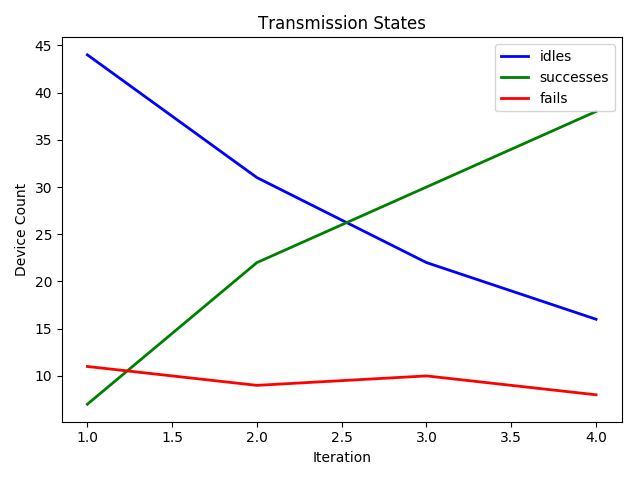 Transmission States
idles
successes
fails
45
40
35
30
25
20
15
10
Device Count
1.0 1.5 2.0 2.5 3.0 3.5 4.0
Iteration